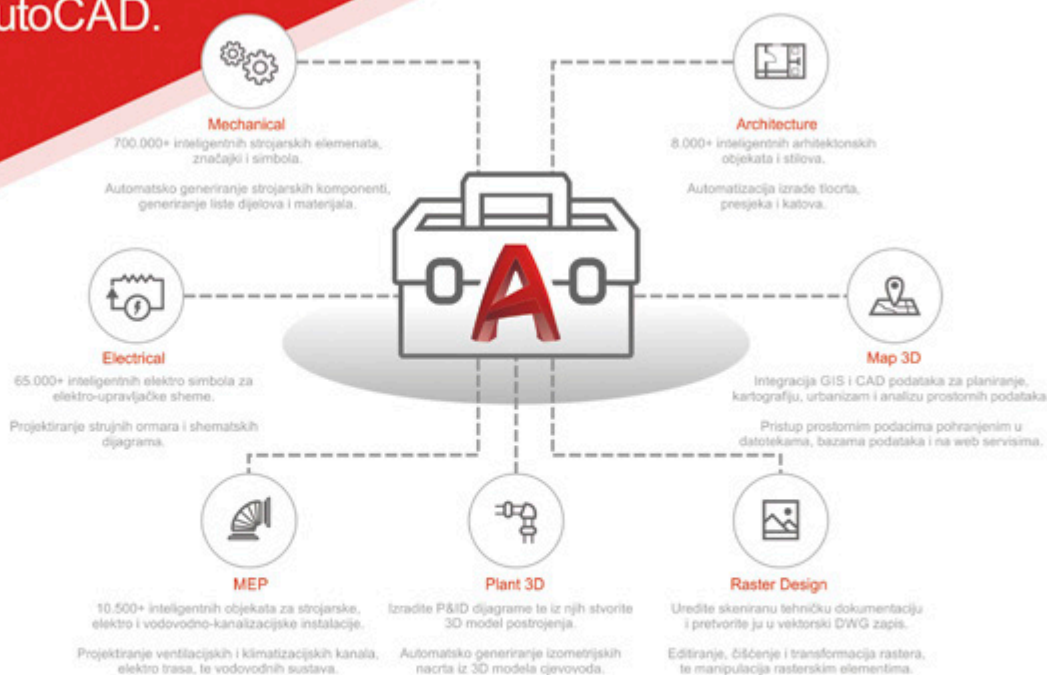 utoCAD.
Mechanical
700.000+ inteligentnih strojarskih elemenata,
značajki i simbola.
Automatsko generiranje strojarskih komponenti,
generiranje liste dijelova i materijala.
Architecture
8.000+ inteligentnih arhitektonskih
objekata i stilova.
Automatizacija izrade tlocrta,
presjeka i katova.
Electrical
65.000+ inteligentnih elektro simbola za
elektro-upravljačke sheme.
Projektiranje strujnih ormara i shematskih
dijagrama.
A
Map 3D
Integracija GIS i CAD podataka za planiranje,
kartografiju, urbanizam i analizu prostornih podataka
Pristup prostornim podacima pohranjenim u
datotekama, bazama podataka i na web servisima.
MEP
10.500+ inteligentnih objekata za strojarske,
elektro i vodovodno-kanalizacijske instalacije.
Projektiranje ventilacijskih i klimatizacijskih kanala,
elektro trasa, te vodovodnih sustava.
Plant 3D
Izradite P&ID dijagrame te iz njih stvorite
3D model postrojenja.
Automatsko generiranje izometrijskih
nacrta iz 3D modela cjevovoda.
Raster Design
Uredite skeniranu tehničku dokumentaciju
i pretvorite ju u vektorski DWG zapis.
Editiranje, čišćenje i transformacija rastera,
te manipulacija rasterskim elementima.